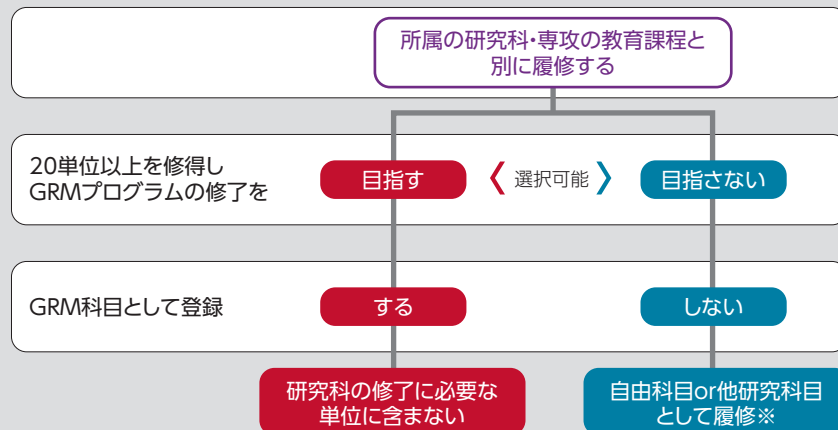 所属の研究科・専攻の教育課程と
別に履修する
20単位以上を修得し
GRMプログラムの修了を
目指す
選択可能
目指さない
GRM科目として登録
する
しない
研究科の修了に必要な
単位に含まない
自由科目or他研究科目
として履修※